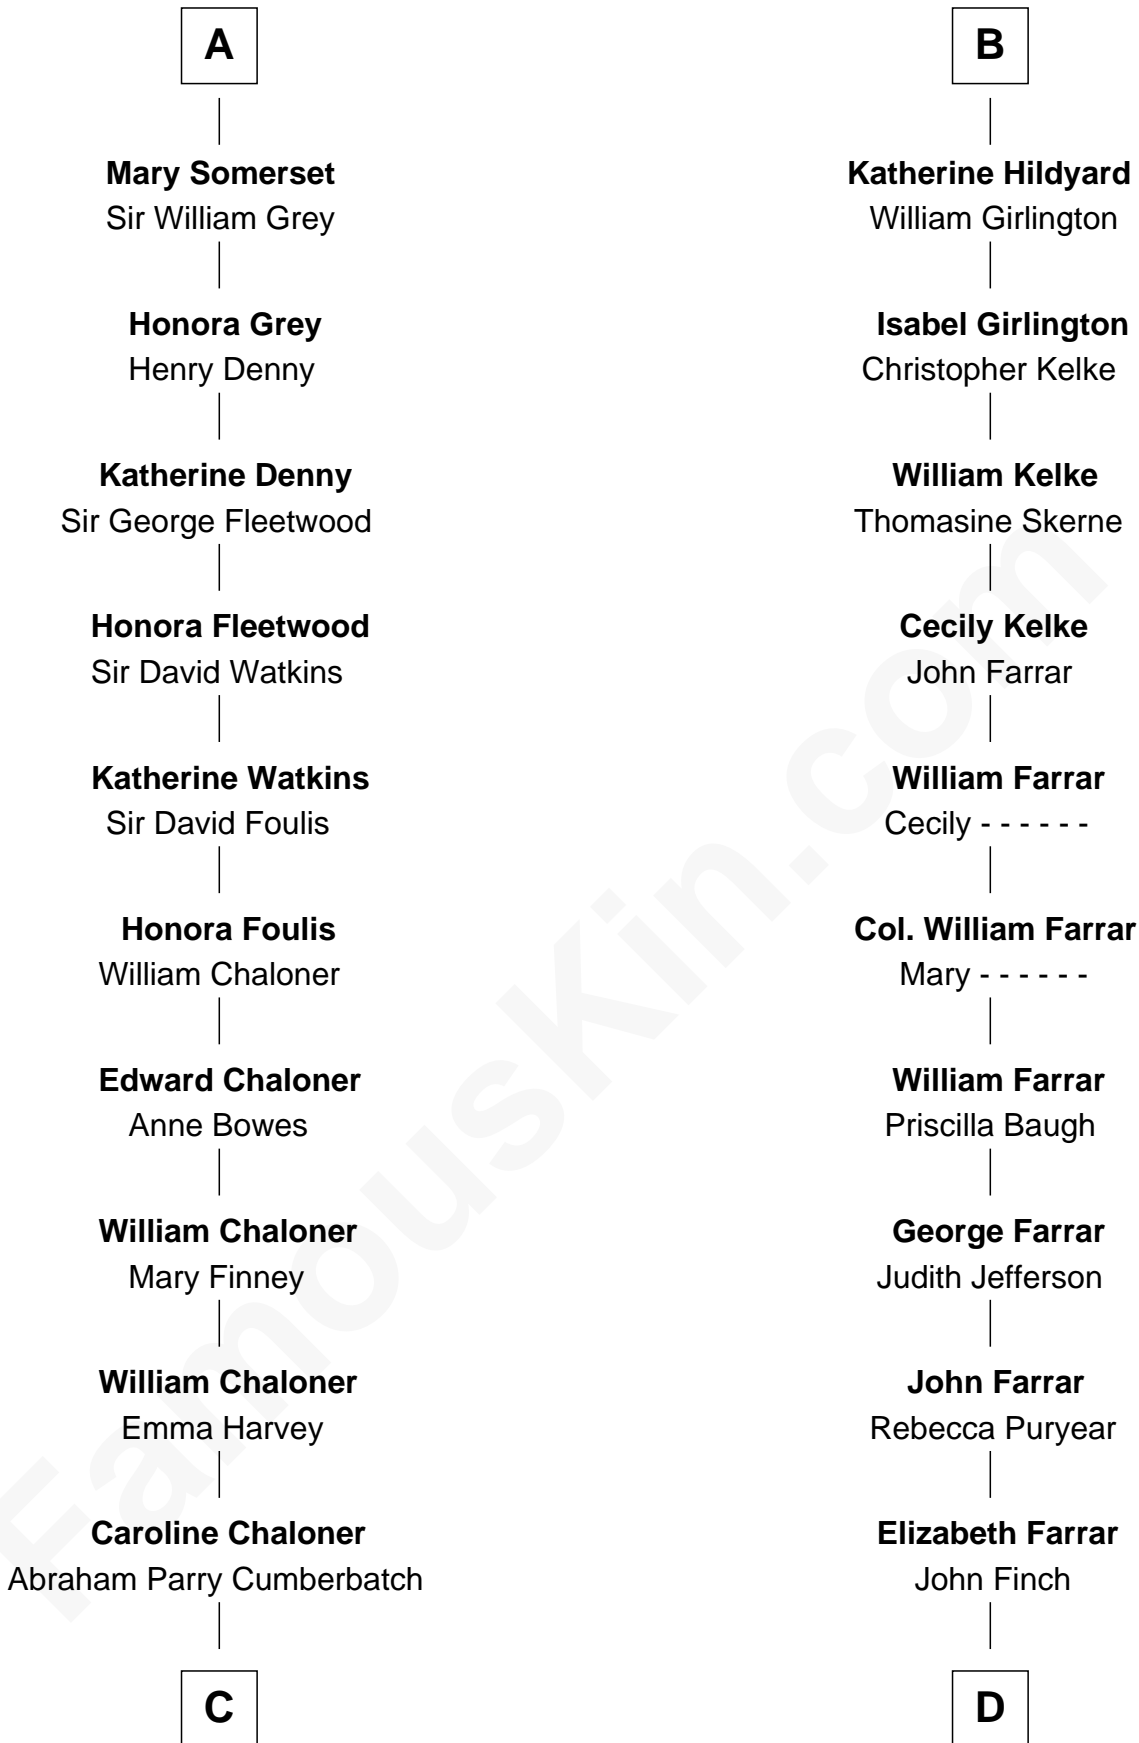 A
Mary Somerset
Sir William Grey
Honora Grey
Henry Denny
Katherine Denny
Sir George Fleetwood
Honora Fleetwood
Sir David Watkins
Katherine Watkins
Sir David Foulis
Honora Foulis
William Chaloner
Edward Chaloner
Anne Bowes
William Chaloner
Mary Finney
William Chaloner
Emma Harvey
Caroline Chaloner
Abraham Parry Cumberbatch
C
B
Katherine Hildyard
William Girlington
Isabel Girlington
Christopher Kelke
William Kelke
Thomasine Skerne
Cecily Kelke
John Farrar
William Farrar
Cecily - - - - - -
Col. William Farrar
Mary - - - - - -
William Farrar
Priscilla Baugh
George Farrar
Judith Jefferson
John Farrar
Rebecca Puryear
Elizabeth Farrar
John Finch
D
FamousKin.com